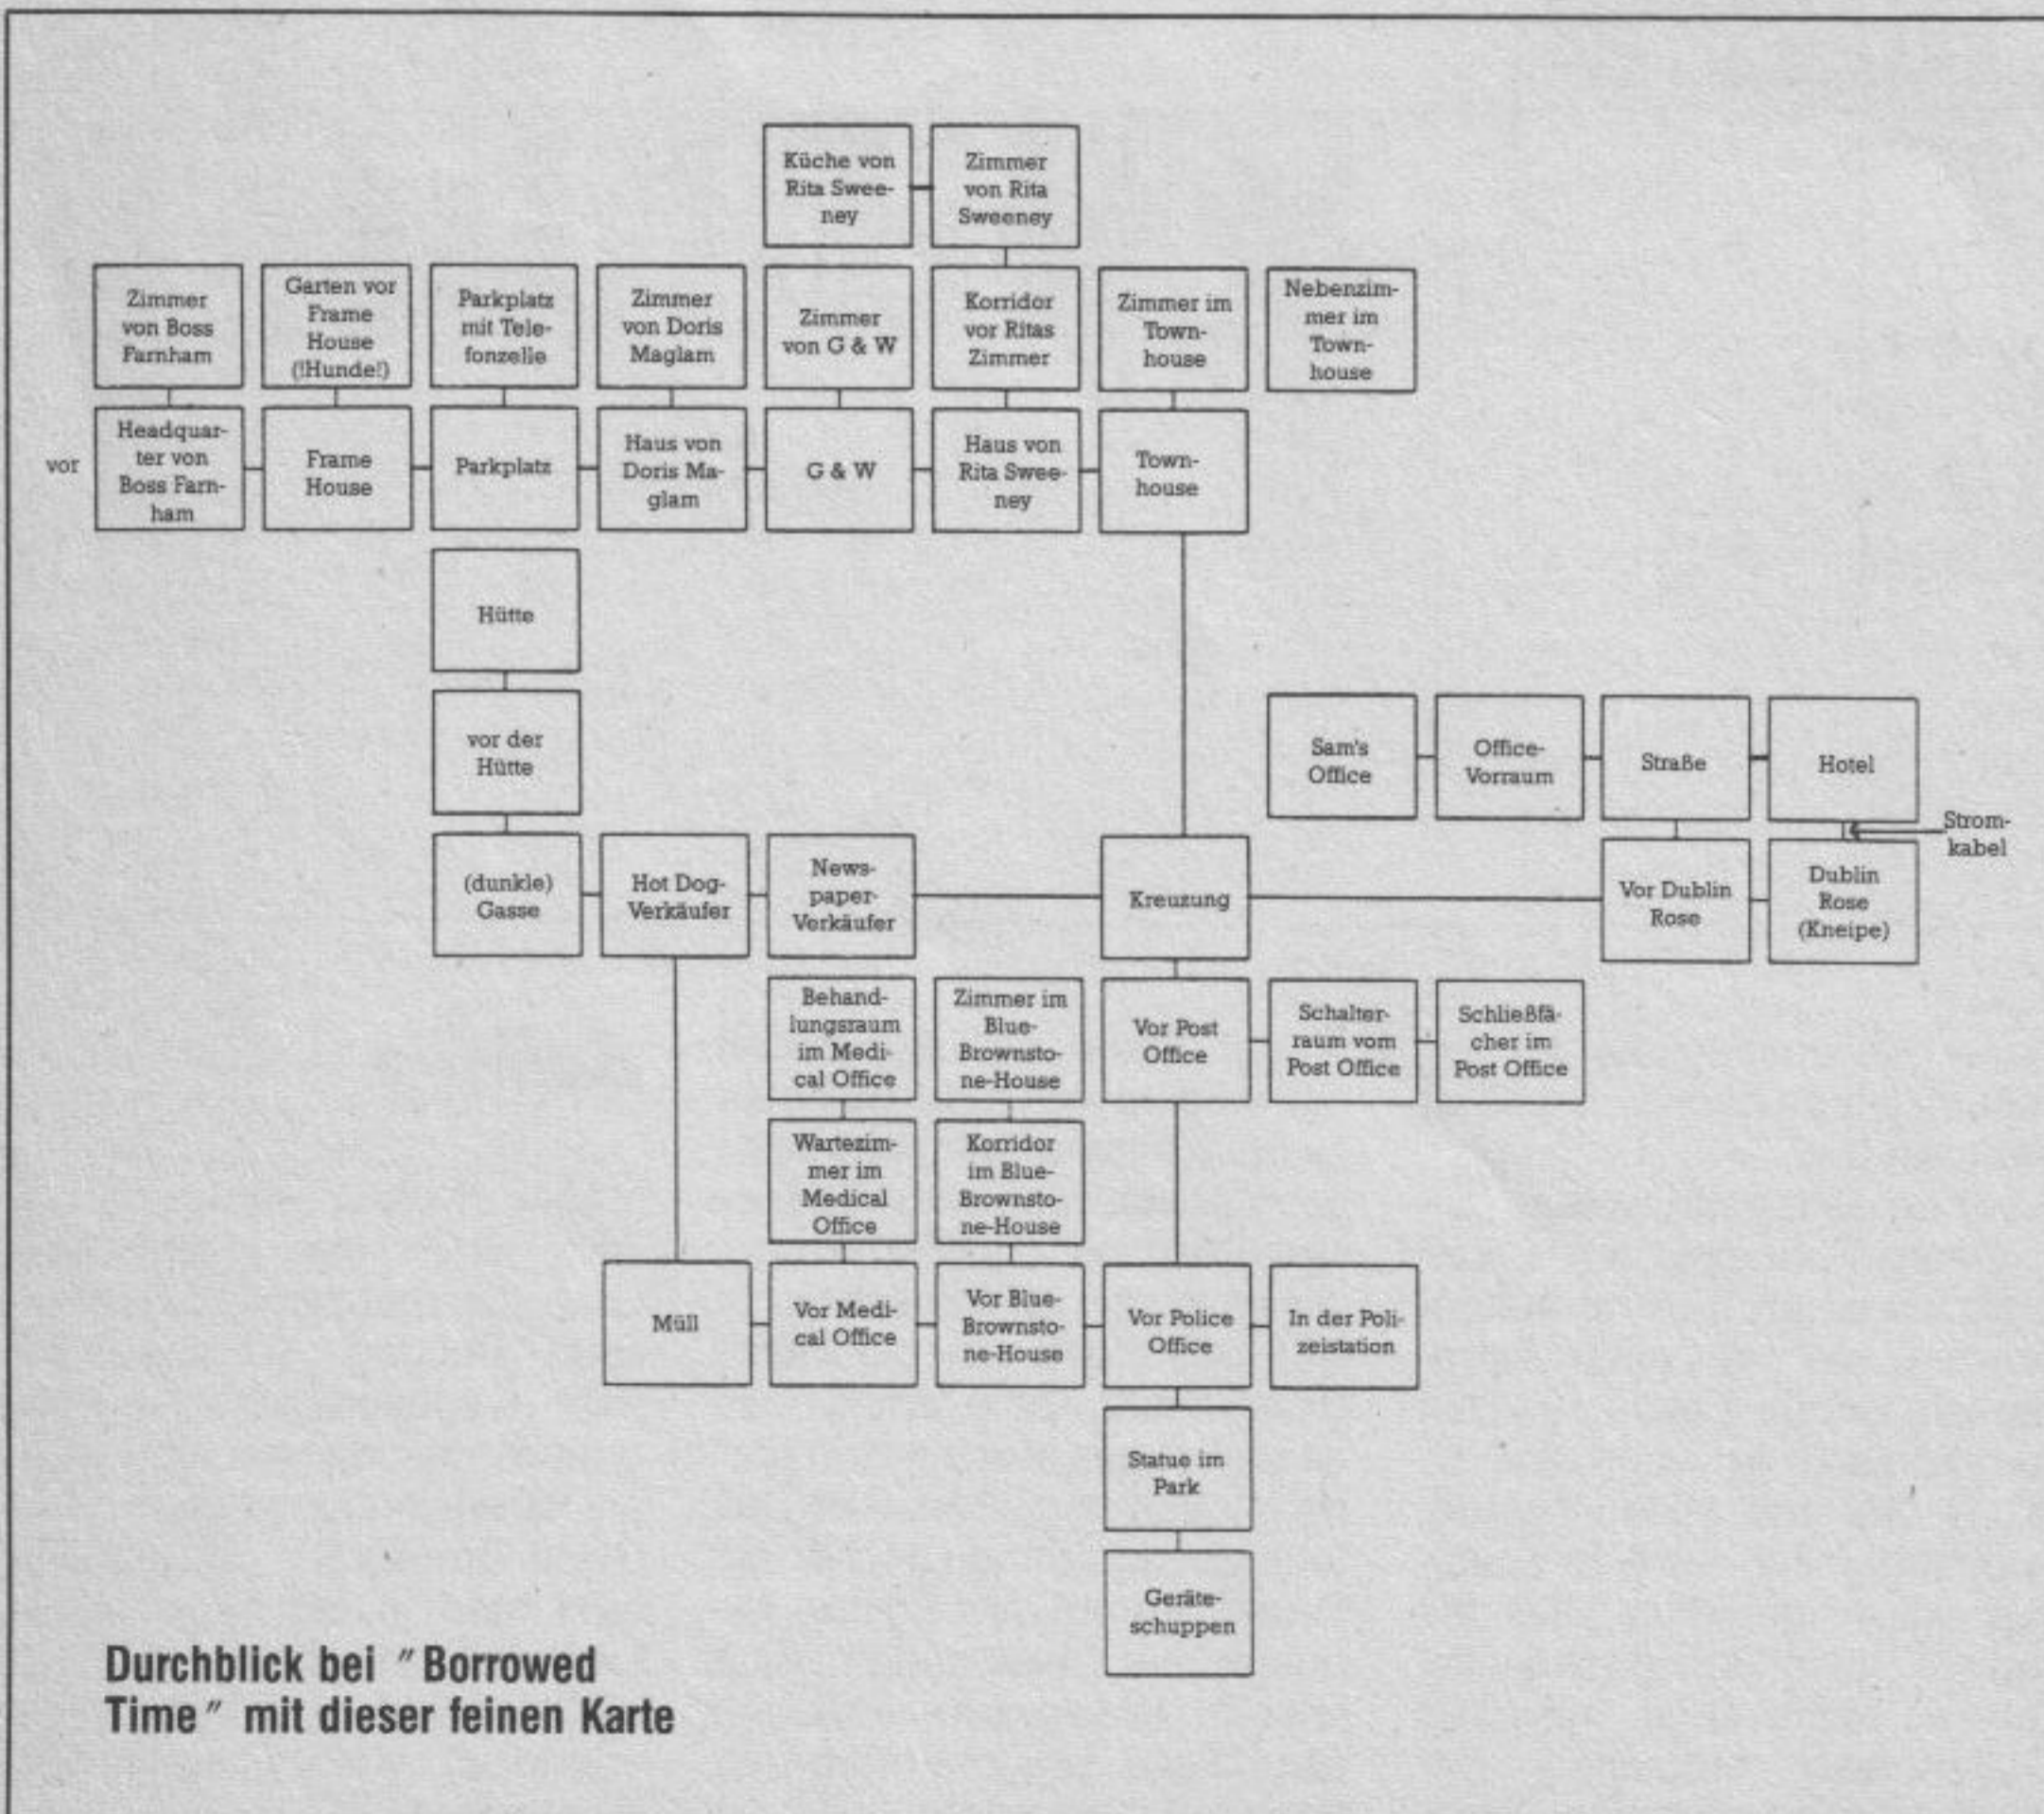 Küche von
Rita Swee-
ney
Zimmer
von Rita
Sweeney
Zimmer
von Boss
Farnham
Garten vor
Frame
House
(!Hunde!)
Parkplatz
mit Tele-
fonzelle
Zimmer
von Doris
Maglam
Zimmer
von G & W
Korridor
vor Ritas
Zimmer
Zimmer im
Town-
house
Nebenzim-
mer im
Town-
house
vor
Headquar-
ter von
Boss Farn-
ham
Frame
House
Parkplatz
Haus von
Doris Ma-
glam
G & W
Haus von
Rita Swee-
ney
Town-
house
Hütte
vor der
Hütte
Sam's
Office
Office-
Vorraum
Straße
Hotel
Strom-
kabel
(dunkle)
Gasse
Hot Dog-
Verkäufer
News-
paper-
Verkäufer
Kreuzung
Vor Dublin
Rose
Dublin
Rose
(Kneipe)
Behand-
lungsraum
im Medi-
cal Office
Zimmer im
Blue-
Brownsto-
ne-House
Vor Post
Office
Schalter-
raum vom
Post Office
Schließfä-
cher im
Post Office
Wartezim-
mer im
Medical
Office
Korridor
im Blue-
Brownsto-
ne-House
Müll
Vor Medi-
cal Office
Vor Blue-
Brownsto-
ne-House
Vor Police
Office
In der Poli-
zeistation
Statue im
Park
Geräte-
schuppen
Durchblick bei "Borrowed
Time" mit dieser feinen Karte